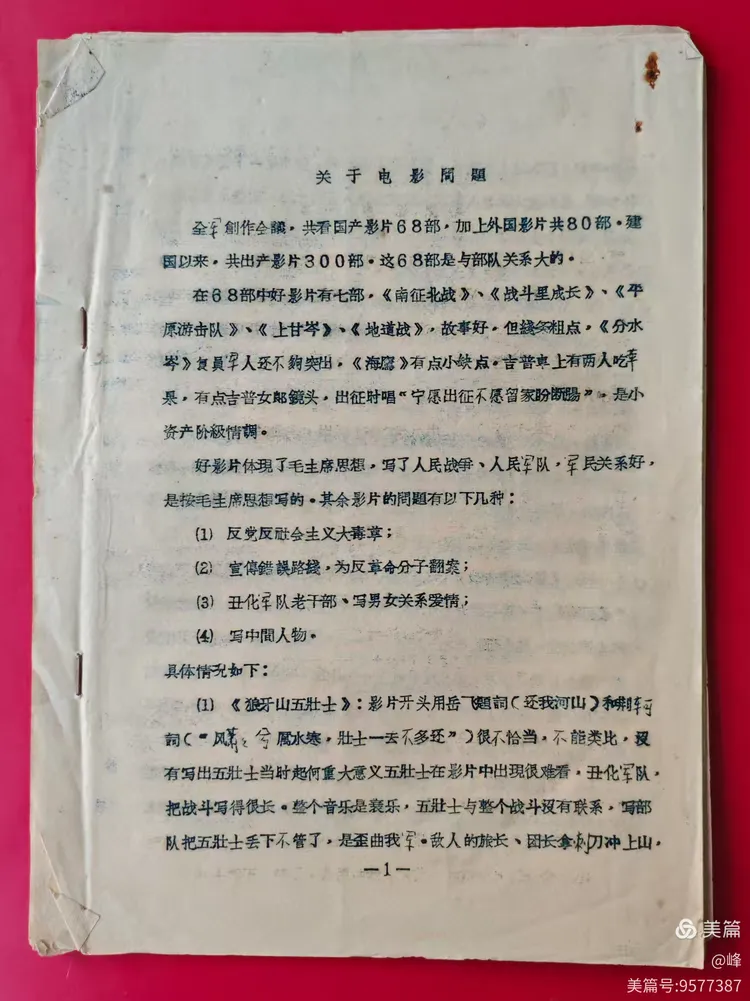 关于电影問題
全军創作会議，共看国产影片68部，加上外国影片共80部。建
国以来，共出产影片300部。这68部是与部队关系大的。
在68部中好影片有七部，《南征北战》、《战斗里成长》、《平
原游击队》、《上甘岑》、《地道战》，故事好，但綫条粗点，《分水
岑》复員军人还不夠突出，《海鷹》有点小缺点。吉普車上有两人吃苹
果，有点吉普女郎鏡头，出征时唱“宁愿出征不愿留家盼断腸”，是小
资产阶級情調。
好影片体現了毛主席思想，写了人民战爭、人民军队，军民关系好，
是按毛主席思想写的。其余影片的問題有以下几种：
(1) 反党反社会主义大毒草；
(2) 宣傳錯誤路綫，为反革命分子翻案；
(3) 丑化军队老干部、写男女关系爱情；
(4) 写中間人物。
具体情况如下：
(1) 《狼牙山五壯士》：影片开头用岳飞題詞（还我河山）和荆轲
詞（“风蕭々兮易水寒，壯士一去不多还”）很不恰当，不能类比，沒
有写出五壯士当时起何重大意义五壯士在影片中出現很难看，丑化军队，
把战斗写得很长。整个音乐是哀乐，五壯士与整个战斗沒有联系，写部
队把五壯士丢下不管了，是歪曲我军。敌人的旅长、团长拿刺刀冲上山，
—1—
美篇
@峰
美篇号:9577387